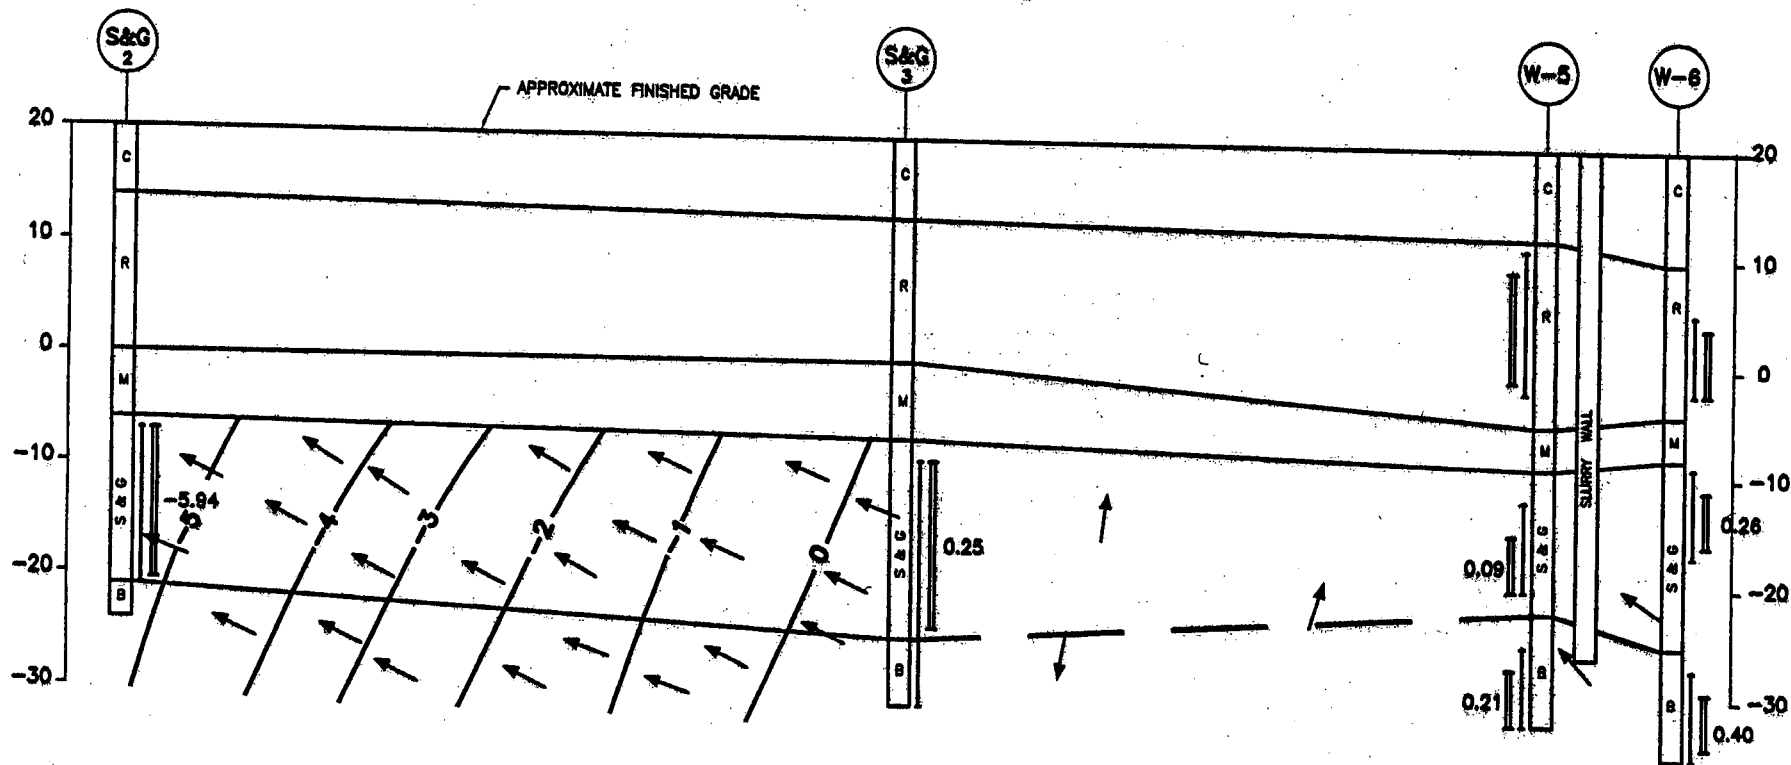 S&G
2
S&G
3
W-5
W-6
APPROXIMATE FINISHED GRADE
20
10
0
-10
-20
-30
20
10
0
-10
-20
-30
C
R
M
S & G
B
-5.94
-5
-4
-3
-2
-1
0
C
R
M
S & G
B
0.25
C
R
M
S & G
B
0.09
0.21
SLURRY WALL
C
R
M
S & G
B
0.26
0.40